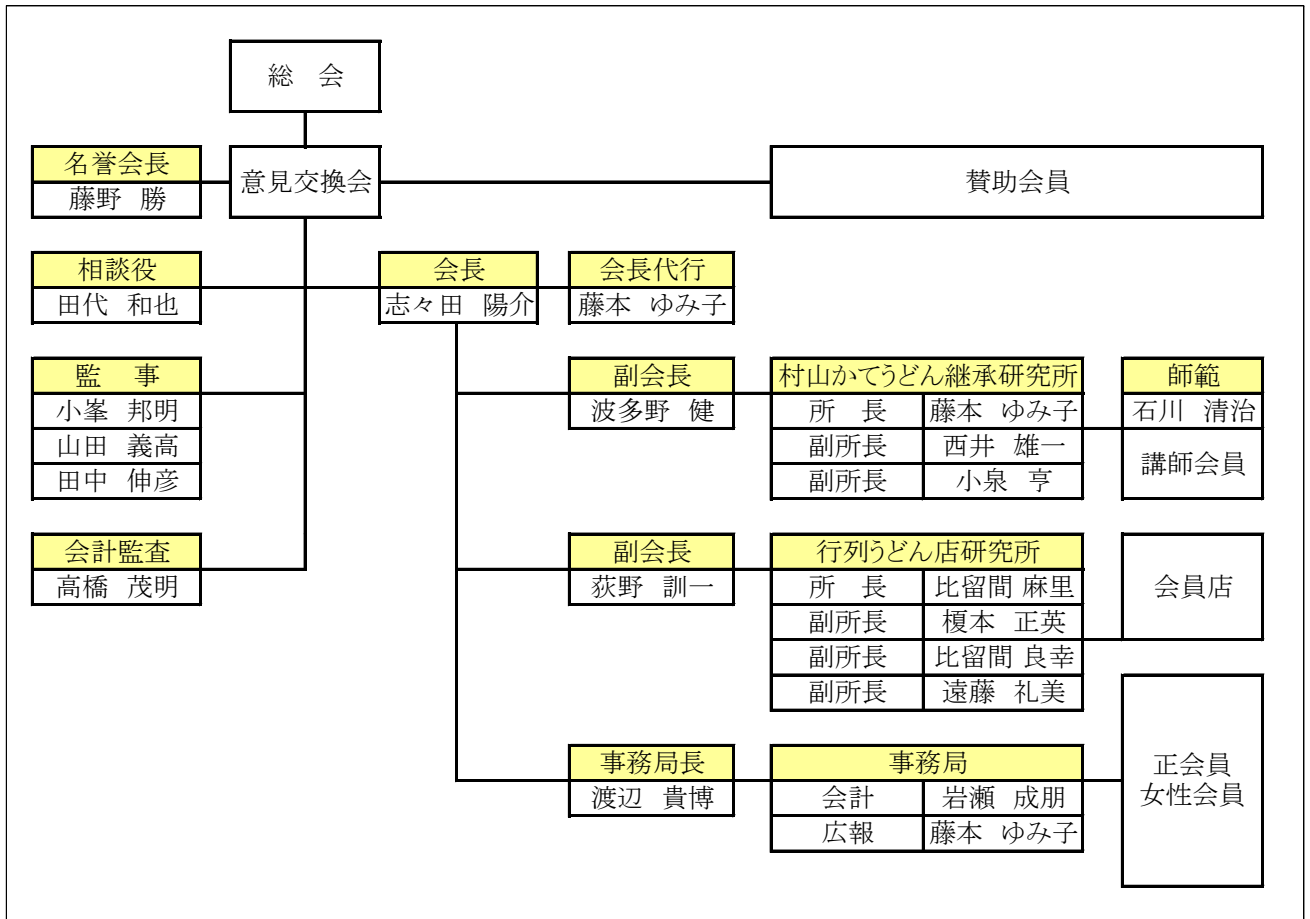 総 会
名誉会長
藤野 勝
意見交換会
賛助会員
相談役
田代 和也
会長
志々田 陽介
会長代行
藤本 ゆみ子
監 事
小峯 邦明
山田 義高
田中 伸彦
副会長
波多野 健
村山かてうどん継承研究所
所 長 藤本 ゆみ子
副所長 西井 雄一
副所長 小泉 亨
師範
石川 清治
講師会員
会計監査
高橋 茂明
副会長
荻野 訓一
行列うどん店研究所
所 長 比留間 麻里
副所長 榎本 正英
副所長 比留間 良幸
副所長 遠藤 礼美
会員店
事務局長
渡辺 貴博
事務局
会計 岩瀬 成朋
広報 藤本 ゆみ子
正会員
女性会員